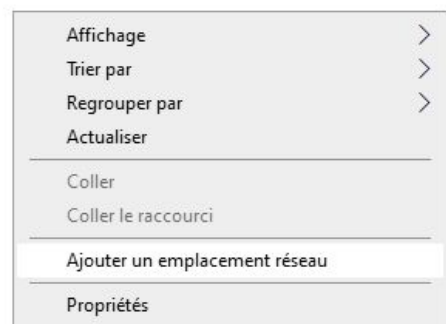 Affichage
Trier par
Regrouper par
Actualiser
Coller
Coller le raccourci
Ajouter un emplacement réseau
Propriétés